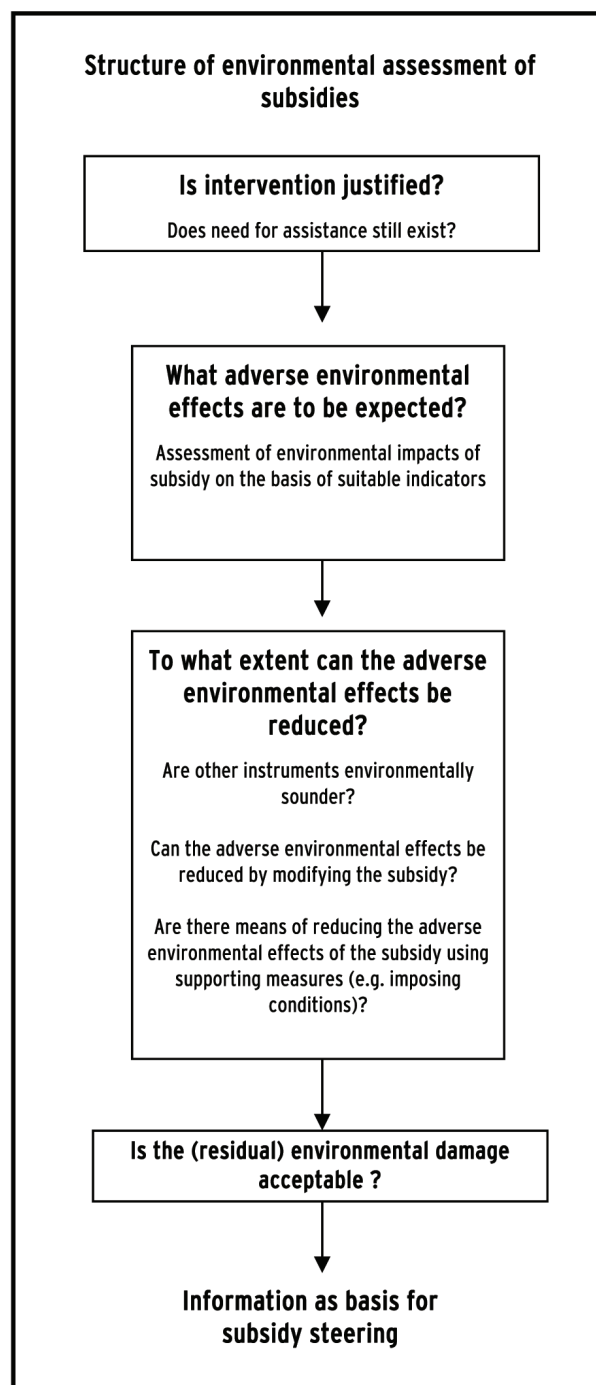 Structure of environmental assessment of
subsidies
Is intervention justified?
Does need for assistance still exist?
What adverse environmental
effects are to be expected?
Assessment of environmental impacts of
subsidy on the basis of suitable indicators
To what extent can the adverse
environmental effects be
reduced?
Are other instruments environmentally
sounder?
Can the adverse environmental effects be
reduced by modifying the subsidy?
Are there means of reducing the adverse
environmental effects of the subsidy using
supporting measures (e.g. imposing
conditions)?
Is the (residual) environmental damage
acceptable ?
Information as basis for
subsidy steering